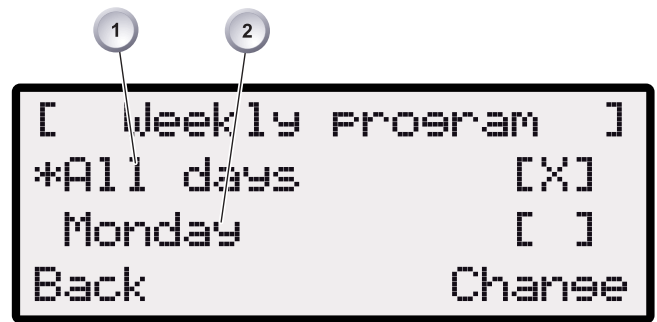 1 2
[ Weekly program ]
*All days [X]
Monday [ ]
Back Change